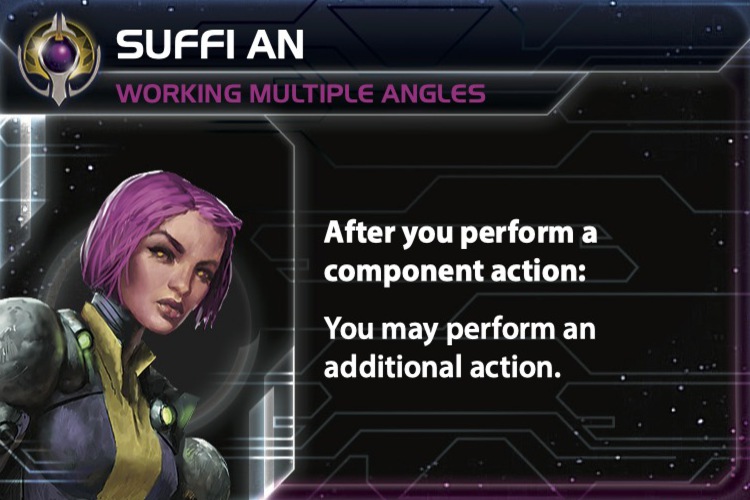 SUFFI AN
WORKING MULTIPLE ANGLES
After you perform a
component action:
You may perform an
additional action.